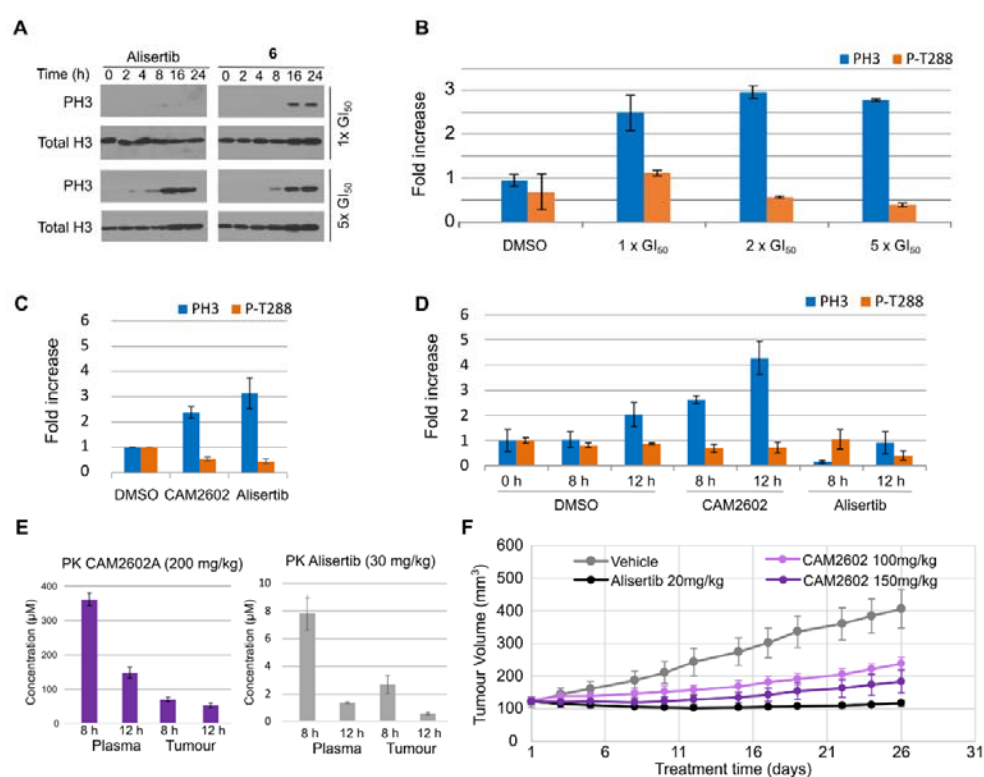 A
Alisertib
6
Time (h) 0 2 4 8 16 24 0 2 4 8 16 24
PH3
Total H3
1x GI₅₀
PH3
Total H3
5x GI₅₀
B
PH3 P-T288
Fold increase
3
2
1
0
DMSO 1 x GI₅₀ 2 x GI₅₀ 5 x GI₅₀
C
PH3 P-T288
Fold increase
6
5
4
3
2
1
0
DMSO CAM2602 Alisertib
D
PH3 P-T288
Fold increase
6
5
4
3
2
1
0
0 h 8 h 12 h 8 h 12 h 8 h 12 h
DMSO CAM2602 Alisertib
E
PK CAM2602A (200 mg/kg)
Concentration (µM)
400
300
200
100
0
8 h 12 h 8 h 12 h
Plasma Tumour
PK Alisertib (30 mg/kg)
Concentration (µM)
10
8
6
4
2
0
8 h 12 h 8 h 12 h
Plasma Tumour
F
Tumour Volume (mm³)
600
500
400
300
200
100
0
Vehicle CAM2602 100mg/kg
Alisertib 20mg/kg CAM2602 150mg/kg
1 6 11 16 21 26 31
Treatment time (days)